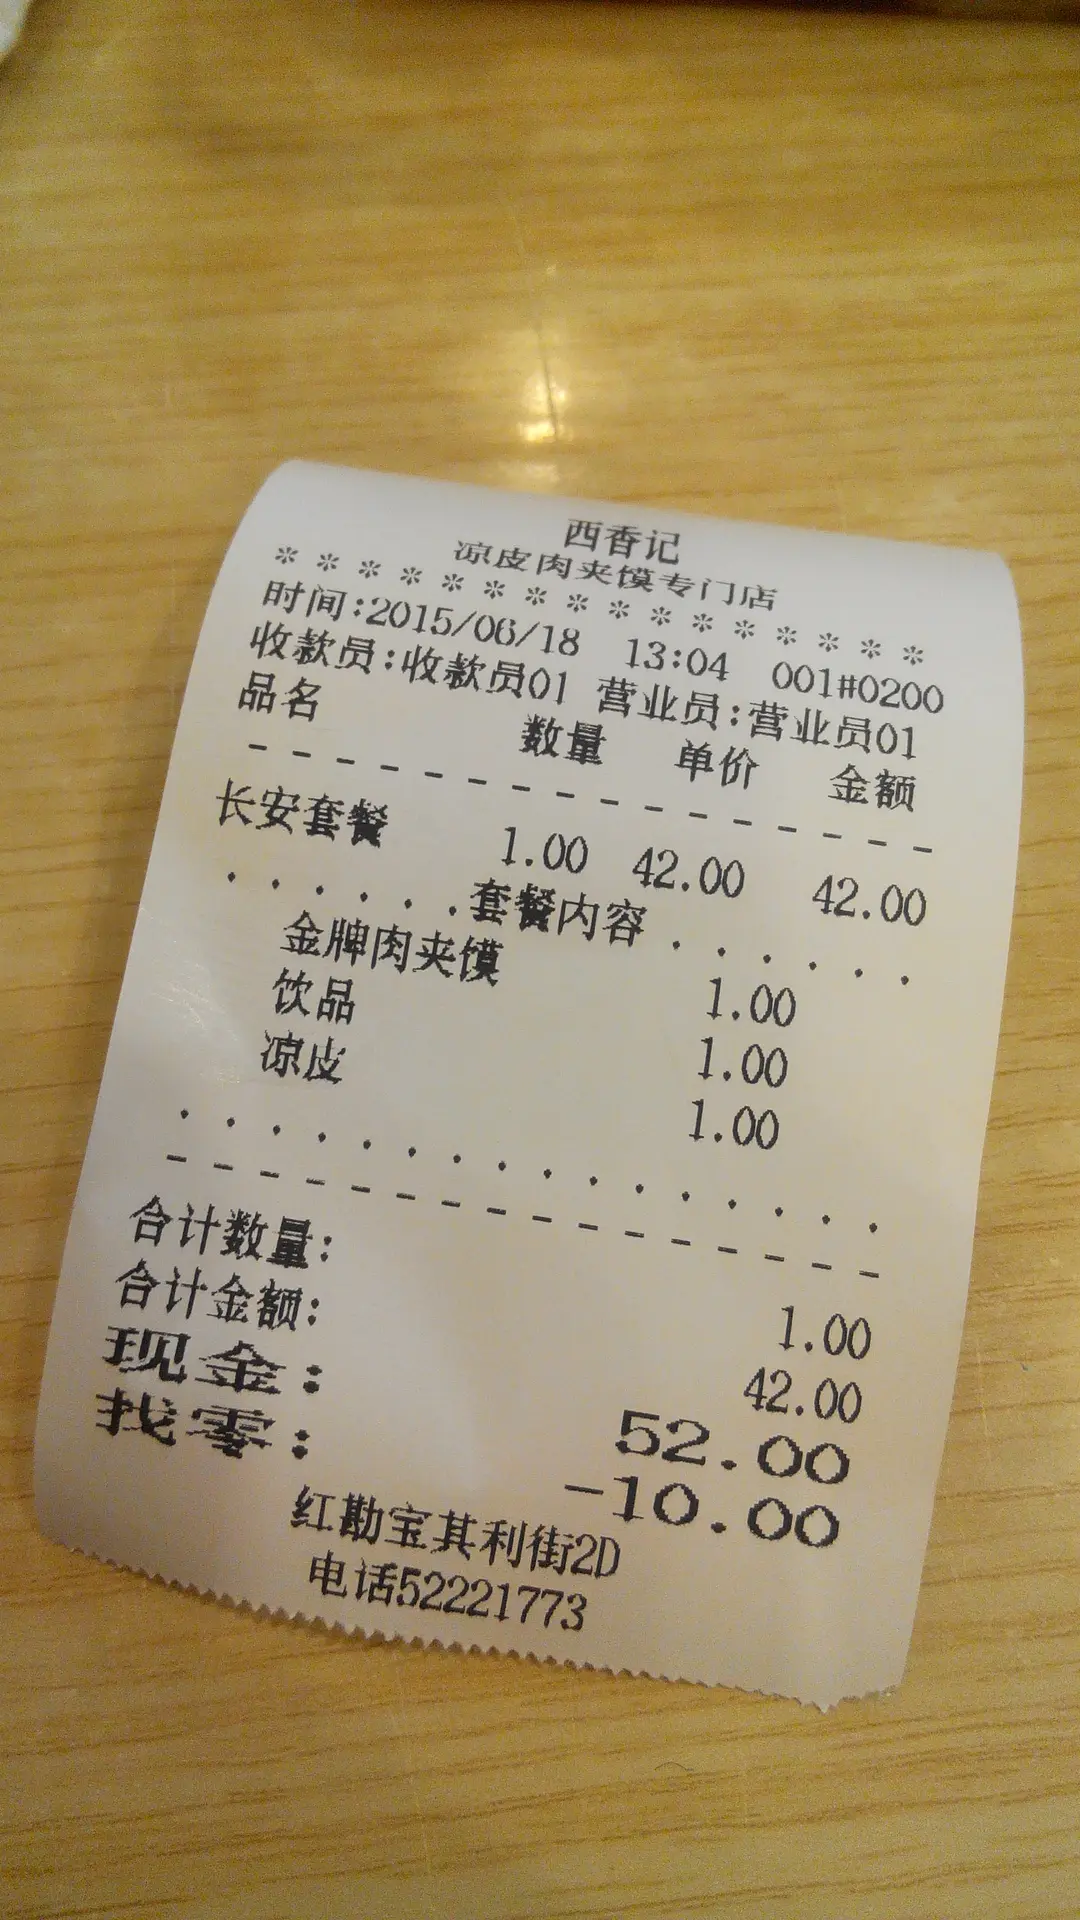 西香记
凉皮肉夹馍专门店
* * * * * * * * * * * * * * * *
时间:2015/06/18 13:04 001#0200
收款员:收款员01 营业员:营业员01
品名 数量 单价 金额
- - - - - - - - - - - - - - - -
长安套餐 1.00 42.00 42.00
. . . . . .套餐内容. . . . . .
金牌肉夹馍 1.00
饮品 1.00
凉皮 1.00
. . . . . . . . . . . . . . . .
- - - - - - - - - - - - - - - -
合计数量: 1.00
合计金额: 42.00
现金: 52.00
找零: -10.00
红勘宝其利街2D
电话52221773